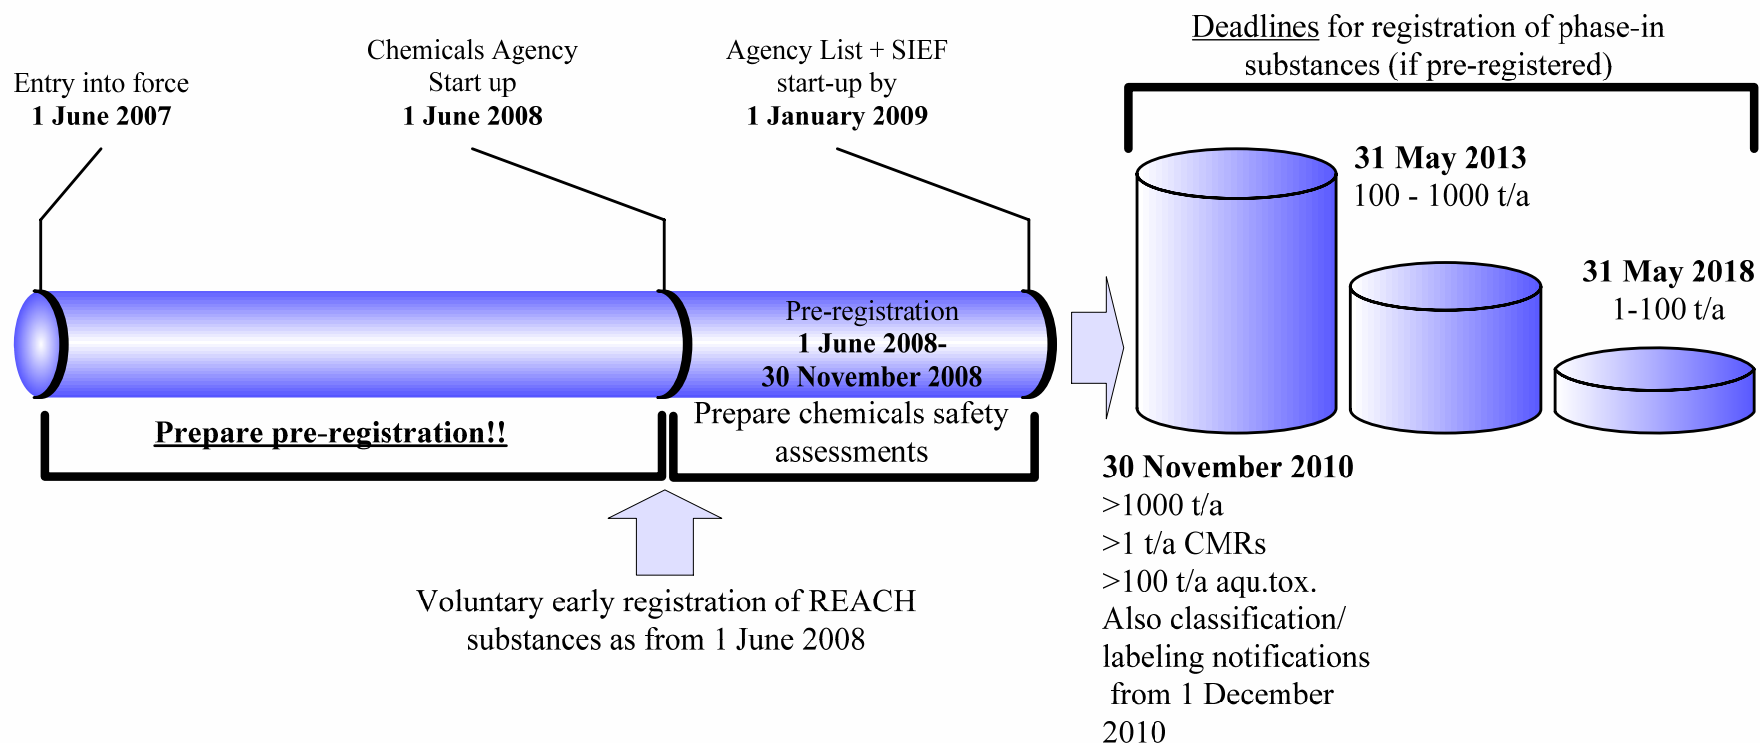 Entry into force
1 June 2007
Chemicals Agency
Start up
1 June 2008
Agency List + SIEF
start-up by
1 January 2009
Deadlines for registration of phase-in
substances (if pre-registered)
31 May 2013
100 - 1000 t/a
31 May 2018
1-100 t/a
Pre-registration
1 June 2008-
30 November 2008
Prepare pre-registration!!
Prepare chemicals safety
assessments
Voluntary early registration of REACH
substances as from 1 June 2008
30 November 2010
>1000 t/a
>1 t/a CMRs
>100 t/a aqu.tox.
Also classification/
labeling notifications
from 1 December
2010